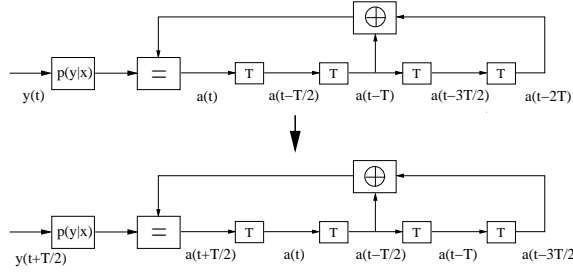 ⊕
p(y|x) = T T T T
y(t) a(t) a(t−T/2) a(t−T) a(t−3T/2) a(t−2T)
⊕
p(y|x) = T T T T
y(t+T/2) a(t+T/2) a(t) a(t−T/2) a(t−T) a(t−3T/2